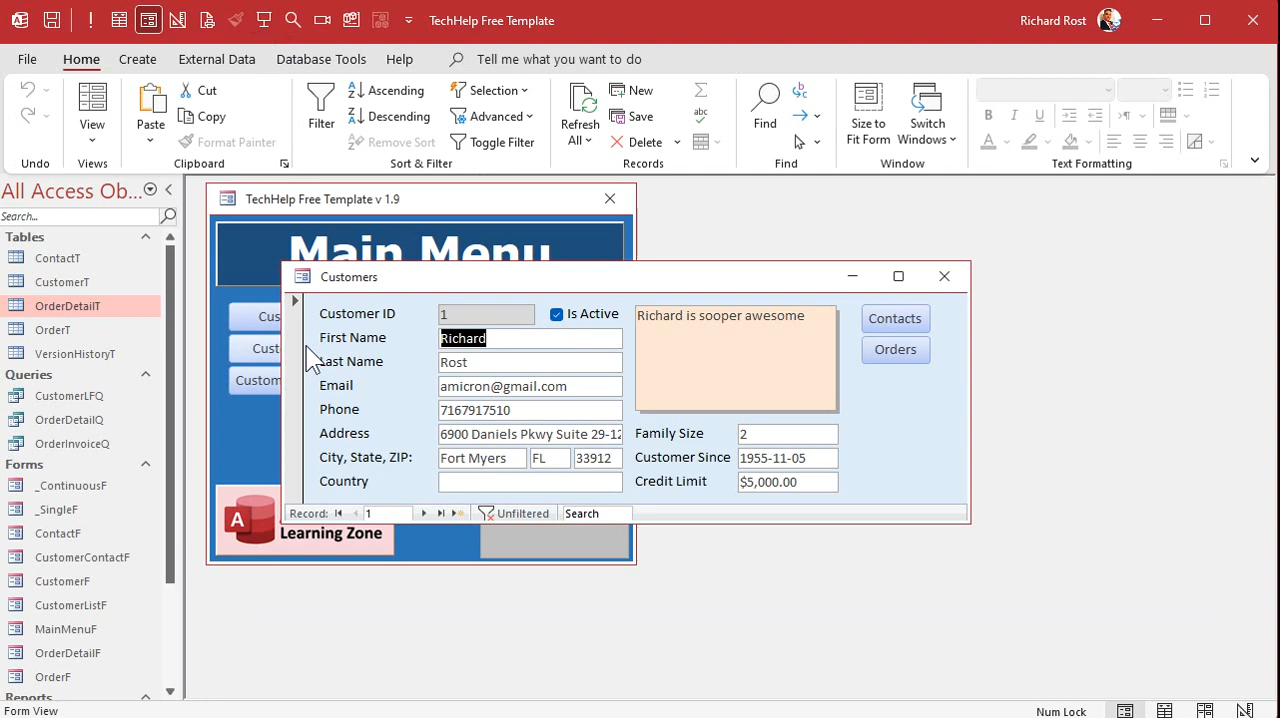 TechHelp Free Template
Richard Rost
File
Home
Create
External Data
Database Tools
Help
Tell me what you want to do
View
Paste
Cut
Copy
Format Painter
Filter
Ascending
Descending
Remove Sort
Selection
Advanced
Toggle Filter
Refresh All
New
Save
Delete
Find
Size to Fit Form
Switch Windows
B I U
Undo
Views
Clipboard
Sort & Filter
Records
Find
Window
Text Formatting
All Access Ob...
Search...
Tables
ContactT
CustomerT
OrderDetailT
OrderT
VersionHistoryT
Queries
CustomerLFQ
OrderDetailQ
OrderInvoiceQ
Forms
_ContinuousF
_SingleF
ContactF
CustomerContactF
CustomerF
CustomerListF
MainMenuF
OrderDetailF
OrderF
Reports
TechHelp Free Template v 1.9
Main Menu
Cus
Cust
Custom
A
Learning Zone
Customers
Customer ID 1 Is Active
First Name Richard
Last Name Rost
Email amicron@gmail.com
Phone 7167917510
Address 6900 Daniels Pkwy Suite 29-12
City, State, ZIP: Fort Myers FL 33912
Country
Richard is sooper awesome
Family Size 2
Customer Since 1955-11-05
Credit Limit $5,000.00
Contacts
Orders
Record: 1 Unfiltered Search
Form View
Num Lock